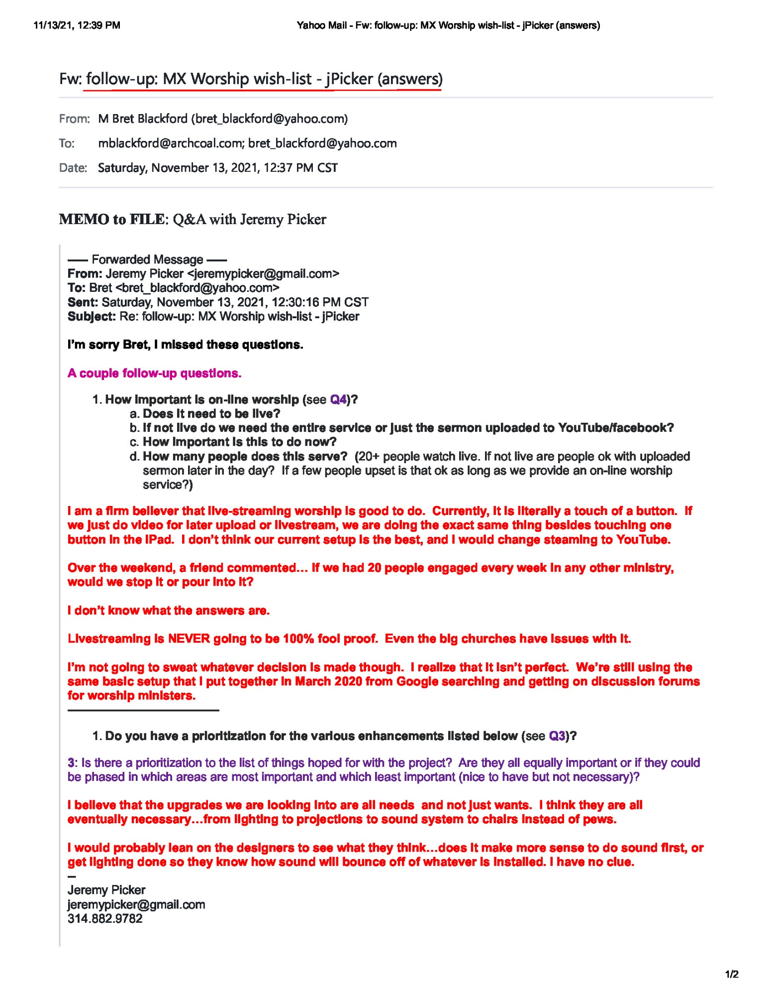 11/13/21, 12:39 PM
Yahoo Mail - Fw: follow-up: MX Worship wish-list - jPicker (answers)
Fw: follow-up: MX Worship wish-list - jPicker (answers)
From: M Bret Blackford (bret_blackford@yahoo.com)
To: mblackford@archcoal.com; bret_blackford@yahoo.com
Date: Saturday, November 13, 2021, 12:37 PM CST
MEMO to FILE: Q&A with Jeremy Picker
----- Forwarded Message -----
From: Jeremy Picker <jeremypicker@gmail.com>
To: Bret <bret_blackford@yahoo.com>
Sent: Saturday, November 13, 2021, 12:30:16 PM CST
Subject: Re: follow-up: MX Worship wish-list - jPicker
I'm sorry Bret, I missed these questions.
A couple follow-up questions.
1. How important is on-line worship (see Q4)?
a. Does it need to be live?
b. If not live do we need the entire service or just the sermon uploaded to YouTube/facebook?
c. How important is this to do now?
d. How many people does this serve?  (20+ people watch live. If not live are people ok with uploaded
sermon later in the day?  If a few people upset is that ok as long as we provide an on-line worship
service?)
I am a firm believer that live-streaming worship is good to do.  Currently, it is literally a touch of a button.  If
we just do video for later upload or livestream, we are doing the exact same thing besides touching one
button in the iPad.  I don't think our current setup is the best, and I would change steaming to YouTube.
Over the weekend, a friend commented... If we had 20 people engaged every week in any other ministry,
would we stop it or pour into it?
I don't know what the answers are.
Livestreaming is NEVER going to be 100% fool proof.  Even the big churches have issues with it.
I'm not going to sweat whatever decision is made though.  I realize that it isn't perfect.  We're still using the
same basic setup that I put together in March 2020 from Google searching and getting on discussion forums
for worship ministers.
1. Do you have a prioritization for the various enhancements listed below (see Q3)?
3: Is there a prioritization to the list of things hoped for with the project?  Are they all equally important or if they could
be phased in which areas are most important and which least important (nice to have but not necessary)?
I believe that the upgrades we are looking into are all needs  and not just wants.  I think they are all
eventually necessary...from lighting to projections to sound system to chairs instead of pews.
I would probably lean on the designers to see what they think...does it make more sense to do sound first, or
get lighting done so they know how sound will bounce off of whatever is installed. I have no clue.
--
Jeremy Picker
jeremypicker@gmail.com
314.882.9782
1/2